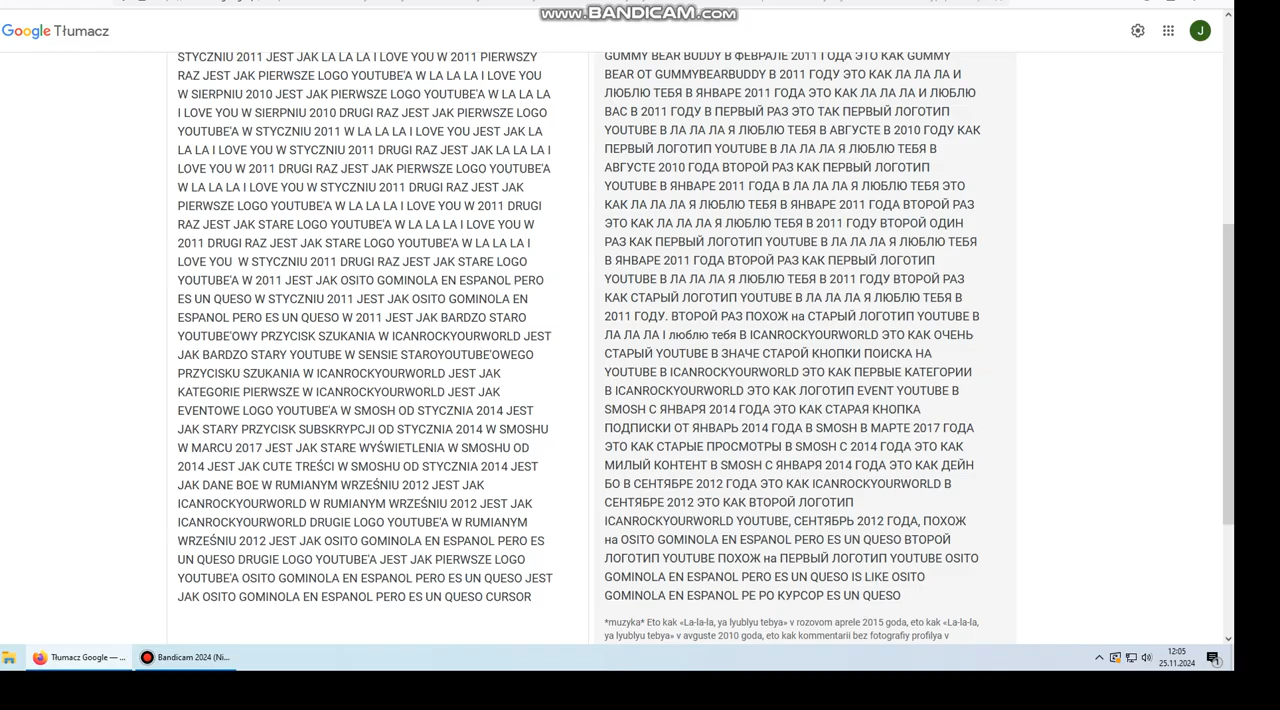 www.BANDICAM.com
Google Tłumacz
J
STYCZNIU 2011 JEST JAK LA LA LA I LOVE YOU W 2011 PIERWSZY
RAZ JEST JAK PIERWSZE LOGO YOUTUBE'A W LA LA LA I LOVE YOU
W SIERPNIU 2010 JEST JAK PIERWSZE LOGO YOUTUBE'A W LA LA LA
I LOVE YOU W SIERPNIU 2010 DRUGI RAZ JEST JAK PIERWSZE LOGO
YOUTUBE'A W STYCZNIU 2011 W LA LA LA I LOVE YOU JEST JAK LA
LA LA I LOVE YOU W STYCZNIU 2011 DRUGI RAZ JEST JAK LA LA LA I
LOVE YOU W 2011 DRUGI RAZ JEST JAK PIERWSZE LOGO YOUTUBE'A
W LA LA LA I LOVE YOU W STYCZNIU 2011 DRUGI RAZ JEST JAK
PIERWSZE LOGO YOUTUBE'A W LA LA LA I LOVE YOU W 2011 DRUGI
RAZ JEST JAK STARE LOGO YOUTUBE'A W LA LA LA I LOVE YOU W
2011 DRUGI RAZ JEST JAK STARE LOGO YOUTUBE'A W LA LA LA I
LOVE YOU  W STYCZNIU 2011 DRUGI RAZ JEST JAK STARE LOGO
YOUTUBE'A W 2011 JEST JAK OSITO GOMINOLA EN ESPANOL PERO
ES UN QUESO W STYCZNIU 2011 JEST JAK OSITO GOMINOLA EN
ESPANOL PERO ES UN QUESO W 2011 JEST JAK BARDZO STARO
YOUTUBE'OWY PRZYCISK SZUKANIA W ICANROCKYOURWORLD JEST
JAK BARDZO STARY YOUTUBE W SENSIE STAROYOUTUBE'OWEGO
PRZYCISKU SZUKANIA W ICANROCKYOURWORLD JEST JAK
KATEGORIE PIERWSZE W ICANROCKYOURWORLD JEST JAK
EVENTOWE LOGO YOUTUBE'A W SMOSH OD STYCZNIA 2014 JEST
JAK STARY PRZYCISK SUBSKRYPCJI OD STYCZNIA 2014 W SMOSHU
W MARCU 2017 JEST JAK STARE WYŚWIETLENIA W SMOSHU OD
2014 JEST JAK CUTE TREŚCI W SMOSHU OD STYCZNIA 2014 JEST
JAK DANE BOE W RUMIANYM WRZEŚNIU 2012 JEST JAK
ICANROCKYOURWORLD W RUMIANYM WRZEŚNIU 2012 JEST JAK
ICANROCKYOURWORLD DRUGIE LOGO YOUTUBE'A W RUMIANYM
WRZEŚNIU 2012 JEST JAK OSITO GOMINOLA EN ESPANOL PERO ES
UN QUESO DRUGIE LOGO YOUTUBE'A JEST JAK PIERWSZE LOGO
YOUTUBE'A OSITO GOMINOLA EN ESPANOL PERO ES UN QUESO JEST
JAK OSITO GOMINOLA EN ESPANOL PERO ES UN QUESO CURSOR
GUMMY BEAR BUDDY В ФЕВРАЛЕ 2011 ГОДА ЭТО КАК GUMMY
BEAR ОТ GUMMYBEARBUDDY В 2011 ГОДУ ЭТО КАК ЛА ЛА ЛА И
ЛЮБЛЮ ТЕБЯ В ЯНВАРЕ 2011 ГОДА ЭТО КАК ЛА ЛА ЛА И ЛЮБЛЮ
ВАС В 2011 ГОДУ В ПЕРВЫЙ РАЗ ЭТО ТАК ПЕРВЫЙ ЛОГОТИП
YOUTUBE В ЛА ЛА ЛА Я ЛЮБЛЮ ТЕБЯ В АВГУСТЕ В 2010 ГОДУ КАК
ПЕРВЫЙ ЛОГОТИП YOUTUBE В ЛА ЛА ЛА Я ЛЮБЛЮ ТЕБЯ В
АВГУСТЕ 2010 ГОДА ВТОРОЙ РАЗ КАК ПЕРВЫЙ ЛОГОТИП
YOUTUBE В ЯНВАРЕ 2011 ГОДА В ЛА ЛА ЛА Я ЛЮБЛЮ ТЕБЯ ЭТО
КАК ЛА ЛА ЛА Я ЛЮБЛЮ ТЕБЯ В ЯНВАРЕ 2011 ГОДА ВТОРОЙ РАЗ
ЭТО КАК ЛА ЛА ЛА Я ЛЮБЛЮ ТЕБЯ В 2011 ГОДУ ВТОРОЙ ОДИН
РАЗ КАК ПЕРВЫЙ ЛОГОТИП YOUTUBE В ЛА ЛА ЛА Я ЛЮБЛЮ ТЕБЯ
В ЯНВАРЕ 2011 ГОДА ВТОРОЙ РАЗ КАК ПЕРВЫЙ ЛОГОТИП
YOUTUBE В ЛА ЛА ЛА Я ЛЮБЛЮ ТЕБЯ В 2011 ГОДУ ВТОРОЙ РАЗ
КАК СТАРЫЙ ЛОГОТИП YOUTUBE В ЛА ЛА ЛА Я ЛЮБЛЮ ТЕБЯ В
2011 ГОДУ. ВТОРОЙ РАЗ ПОХОЖ на СТАРЫЙ ЛОГОТИП YOUTUBE В
ЛА ЛА ЛА I люблю тебя В ICANROCKYOURWORLD ЭТО КАК ОЧЕНЬ
СТАРЫЙ YOUTUBE В ЗНАЧЕ СТАРОЙ КНОПКИ ПОИСКА НА
YOUTUBE В ICANROCKYOURWORLD ЭТО КАК ПЕРВЫЕ КАТЕГОРИИ
В ICANROCKYOURWORLD ЭТО КАК ЛОГОТИП EVENT YOUTUBE В
SMOSH С ЯНВАРЯ 2014 ГОДА ЭТО КАК СТАРАЯ КНОПКА
ПОДПИСКИ ОТ ЯНВАРЬ 2014 ГОДА В SMOSH В МАРТЕ 2017 ГОДА
ЭТО КАК СТАРЫЕ ПРОСМОТРЫ В SMOSH С 2014 ГОДА ЭТО КАК
МИЛЫЙ КОНТЕНТ В SMOSH С ЯНВАРЯ 2014 ГОДА ЭТО КАК ДЕЙН
БО В СЕНТЯБРЕ 2012 ГОДА ЭТО КАК ICANROCKYOURWORLD В
СЕНТЯБРЕ 2012 ЭТО КАК ВТОРОЙ ЛОГОТИП
ICANROCKYOURWORLD YOUTUBE, СЕНТЯБРЬ 2012 ГОДА, ПОХОЖ
на OSITO GOMINOLA EN ESPANOL PERO ES UN QUESO ВТОРОЙ
ЛОГОТИП YOUTUBE ПОХОЖ на ПЕРВЫЙ ЛОГОТИП YOUTUBE OSITO
GOMINOLA EN ESPANOL PERO ES UN QUESO IS LIKE OSITO
GOMINOLA EN ESPANOL PE РО КУРСОР ES UN QUESO
*muzyka* Eto kak «La-la-la, ya lyublyu tebya» v rozovom aprele 2015 goda, eto kak «La-la-la,
ya lyublyu tebya» v avguste 2010 goda, eto kak kommentarii bez fotografiy profilya v
Tłumacz Google — ...
Bandicam 2024 (Ni...
12:05
25.11.2024
1